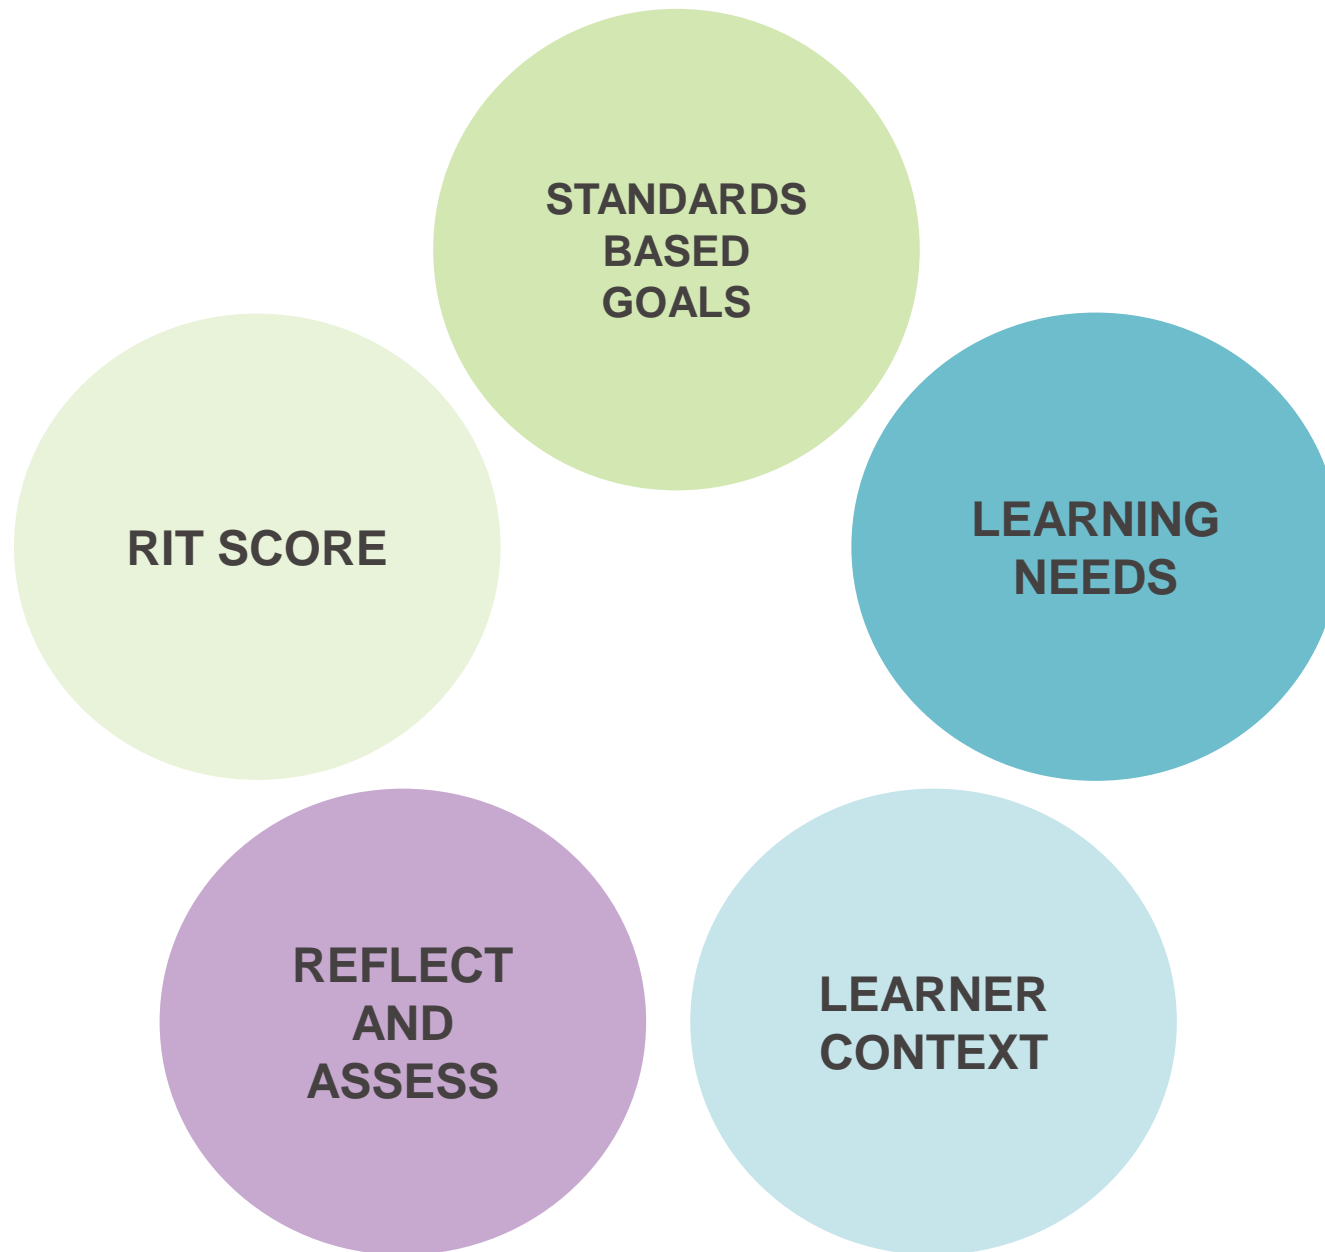 STANDARDS
BASED
GOALS
LEARNING
NEEDS
RIT SCORE
REFLECT
AND
ASSESS
LEARNER
CONTEXT